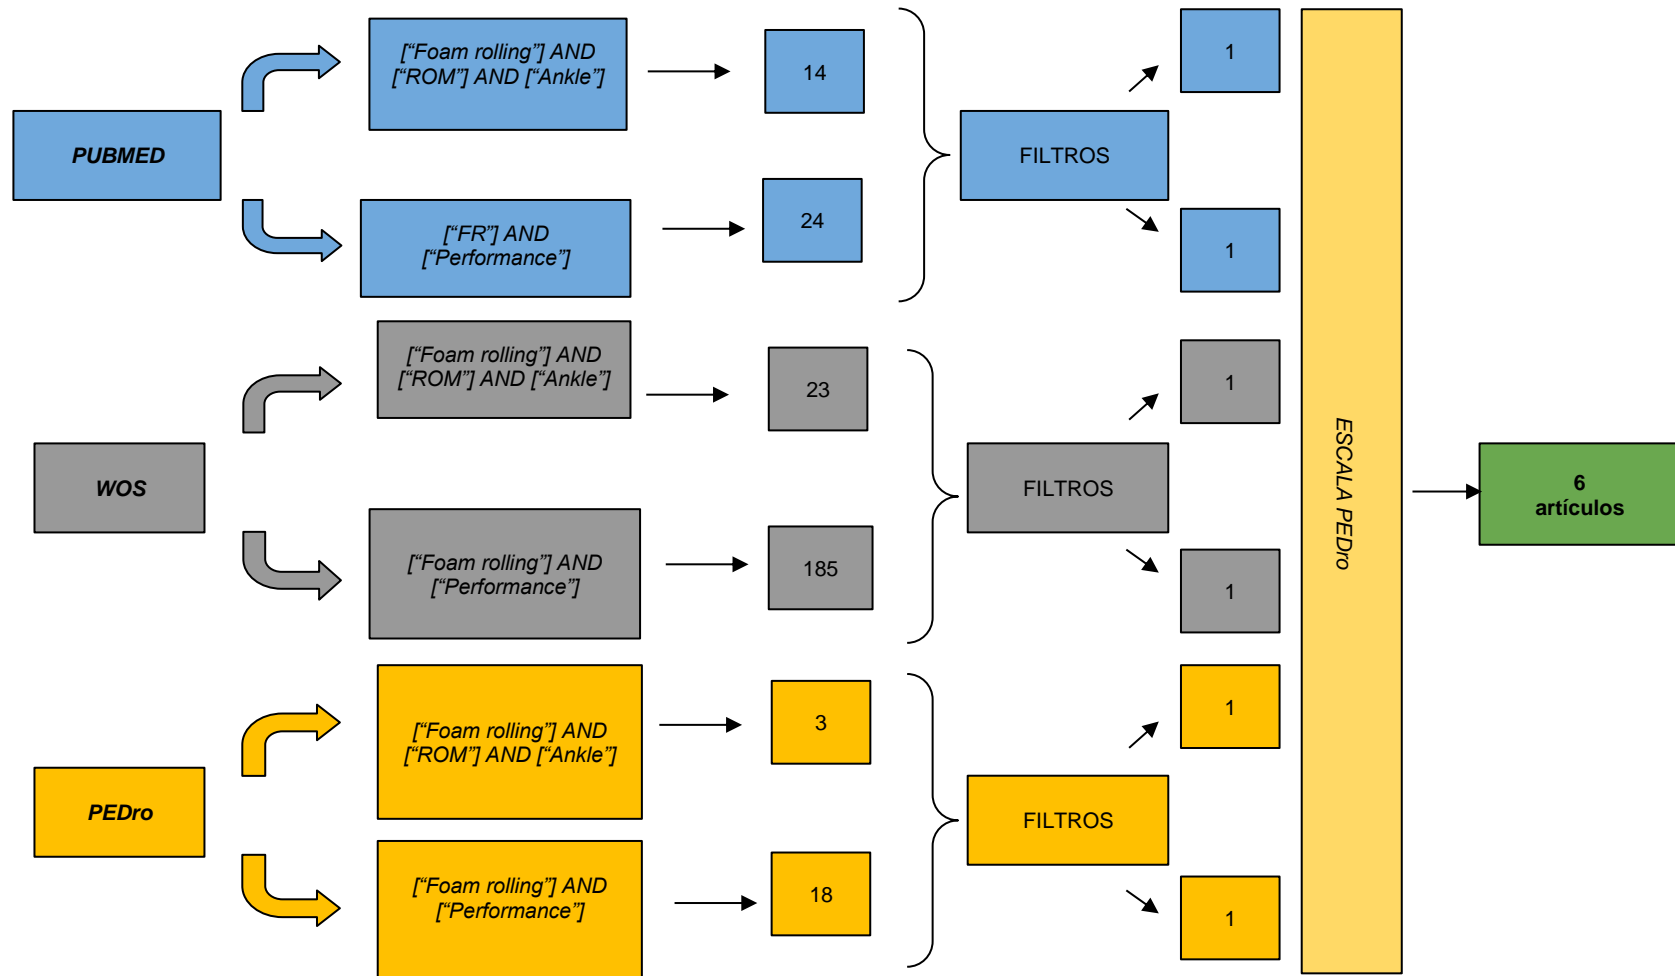 PUBMED
[“Foam rolling”] AND
[“ROM”] AND [“Ankle”]
14
[“FR”] AND
[“Performance”]
24
FILTROS
1
1
WOS
[“Foam rolling”] AND
[“ROM”] AND [“Ankle”]
23
[“Foam rolling”] AND
[“Performance”]
185
FILTROS
1
1
PEDro
[“Foam rolling”] AND
[“ROM”] AND [“Ankle”]
3
[“Foam rolling”] AND
[“Performance”]
18
FILTROS
1
1
ESCALA PEDro
6
artículos